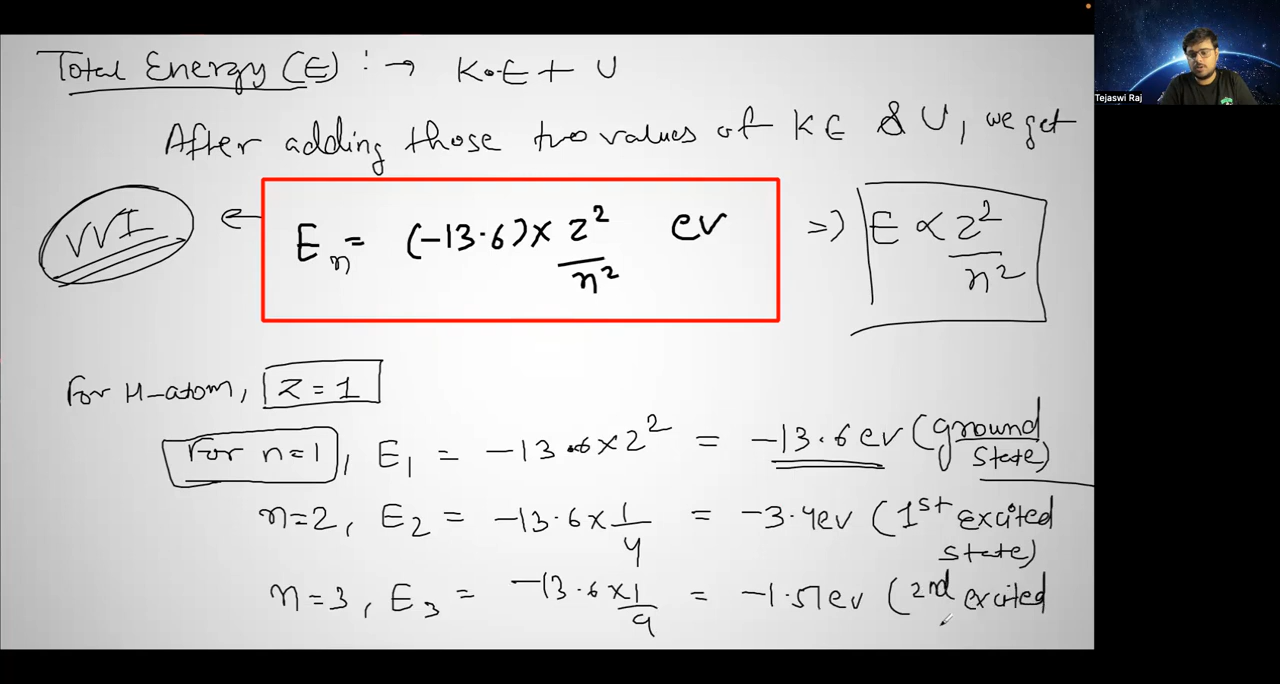 Total Energy (E) :→ K.E + U
After adding those two values of KE & U, we get
VVI ← E_n = (-13.6) × z²/n² ev ⇒ E ∝ z²/n²
For H-atom, z = 1
For n=1, E₁ = -13.6 × z² = -13.6 ev (ground state)
n=2, E₂ = -13.6 × 1/4 = -3.4 ev (1st excited state)
n=3, E₃ = -13.6 × 1/9 = -1.51 ev (2nd excited
Tejaswi Raj